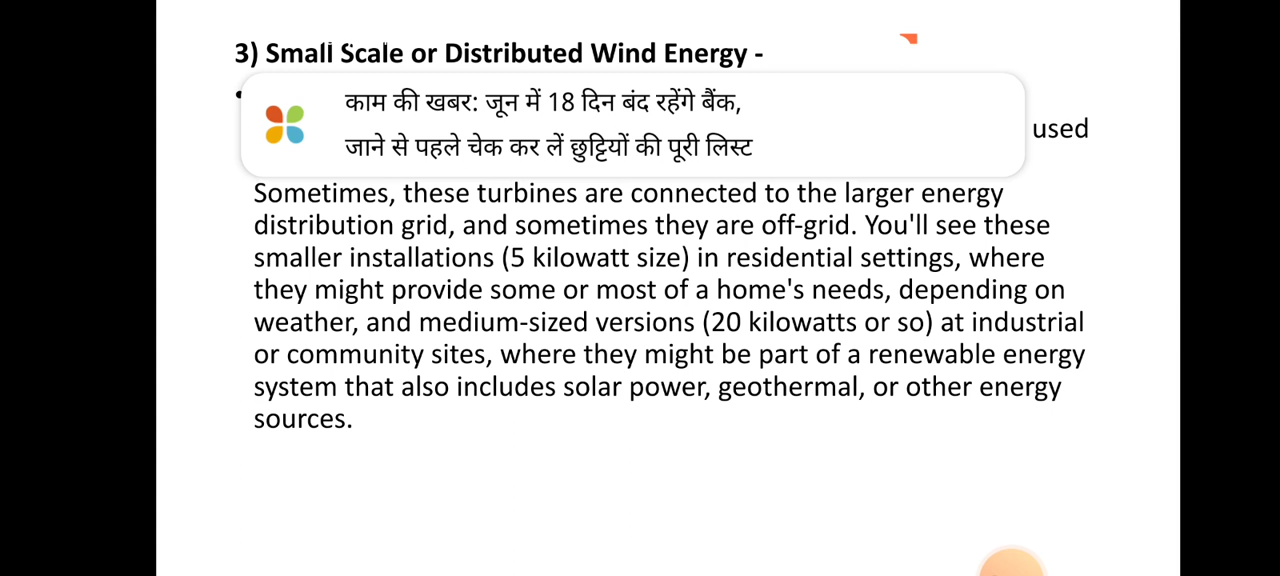 3) Small Scale or Distributed Wind Energy -
काम की खबर: जून में 18 दिन बंद रहेंगे बैंक,
जाने से पहले चेक कर लें छुट्टियों की पूरी लिस्ट
used
Sometimes, these turbines are connected to the larger energy
distribution grid, and sometimes they are off-grid. You'll see these
smaller installations (5 kilowatt size) in residential settings, where
they might provide some or most of a home's needs, depending on
weather, and medium-sized versions (20 kilowatts or so) at industrial
or community sites, where they might be part of a renewable energy
system that also includes solar power, geothermal, or other energy
sources.